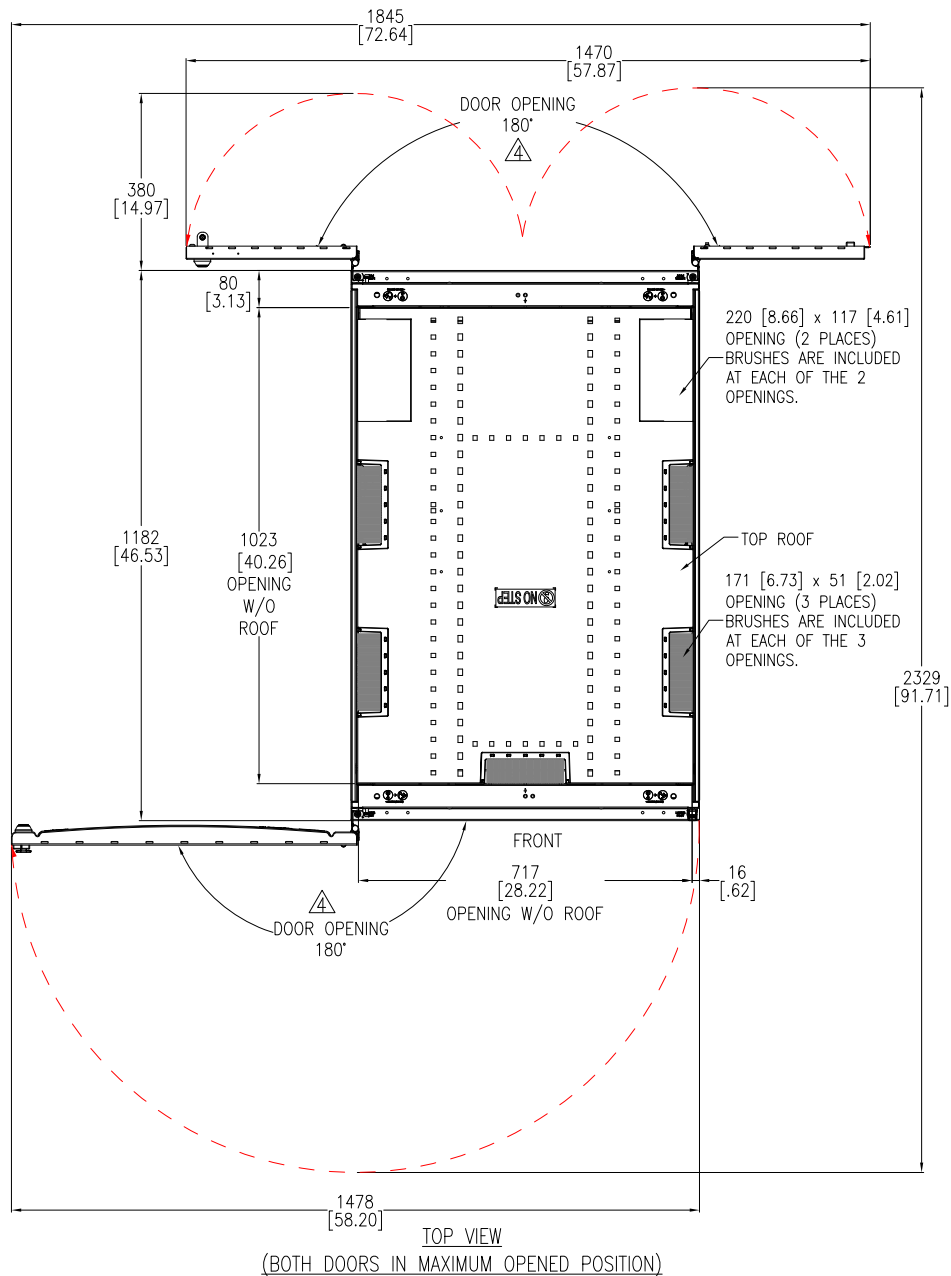 1845
[72.64]
1470
[57.87]
DOOR OPENING
180°
4
380
[14.97]
80
[3.13]
220 [8.66] x 117 [4.61]
OPENING (2 PLACES)
BRUSHES ARE INCLUDED
AT EACH OF THE 2
OPENINGS.
1182
[46.53]
1023
[40.26]
OPENING
W/O
ROOF
TOP ROOF
NO STEP
171 [6.73] x 51 [2.02]
OPENING (3 PLACES)
BRUSHES ARE INCLUDED
AT EACH OF THE 3
OPENINGS.
2329
[91.71]
FRONT
717
[28.22]
OPENING W/O ROOF
16
[.62]
4
DOOR OPENING
180°
1478
[58.20]
TOP VIEW
(BOTH DOORS IN MAXIMUM OPENED POSITION)